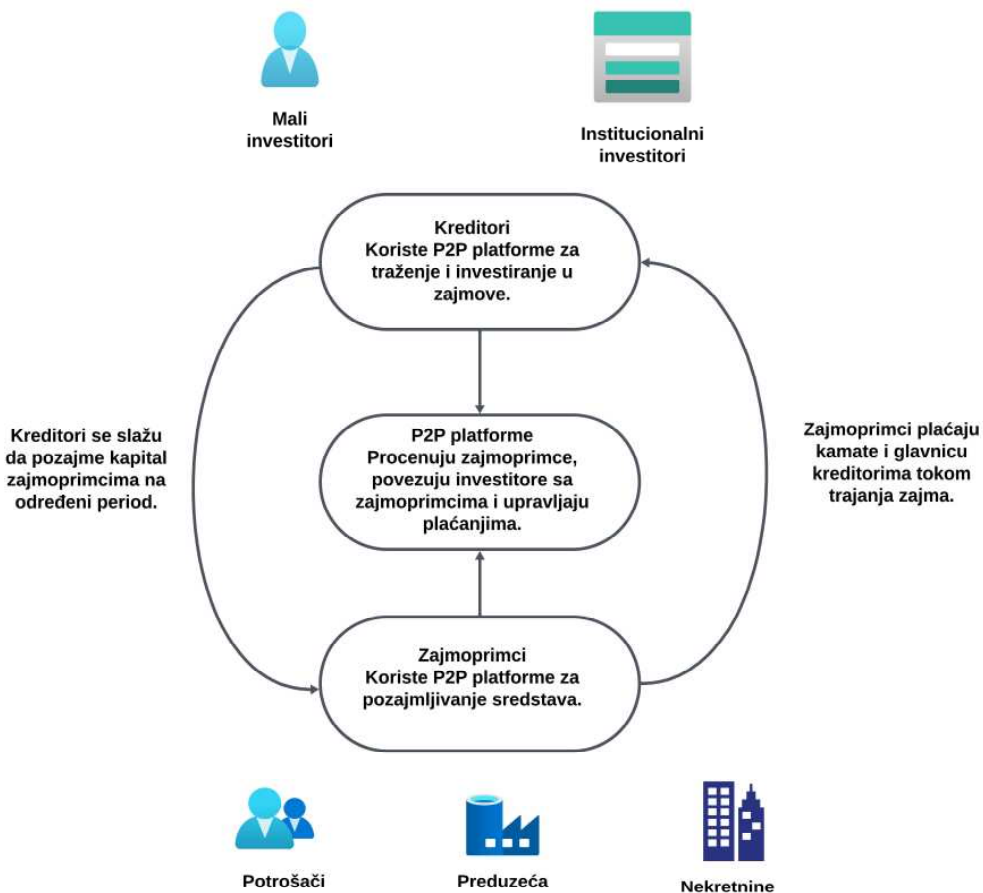 Mali
investitori
Institucionalni
investitori
Kreditori
Koriste P2P platforme za
traženje i investiranje u
zajmove.
Kreditori se slažu
da pozajme kapital
zajmoprimcima na
određeni period.
P2P platforme
Procenuju zajmoprimce,
povezuju investitore sa
zajmoprimcima i upravljaju
plaćanjima.
Zajmoprimci plaćaju
kamate i glavnicu
kreditorima tokom
trajanja zajma.
Zajmoprimci
Koriste P2P platforme za
pozajmljivanje sredstava.
Potrošači
Preduzeća
Nekretnine